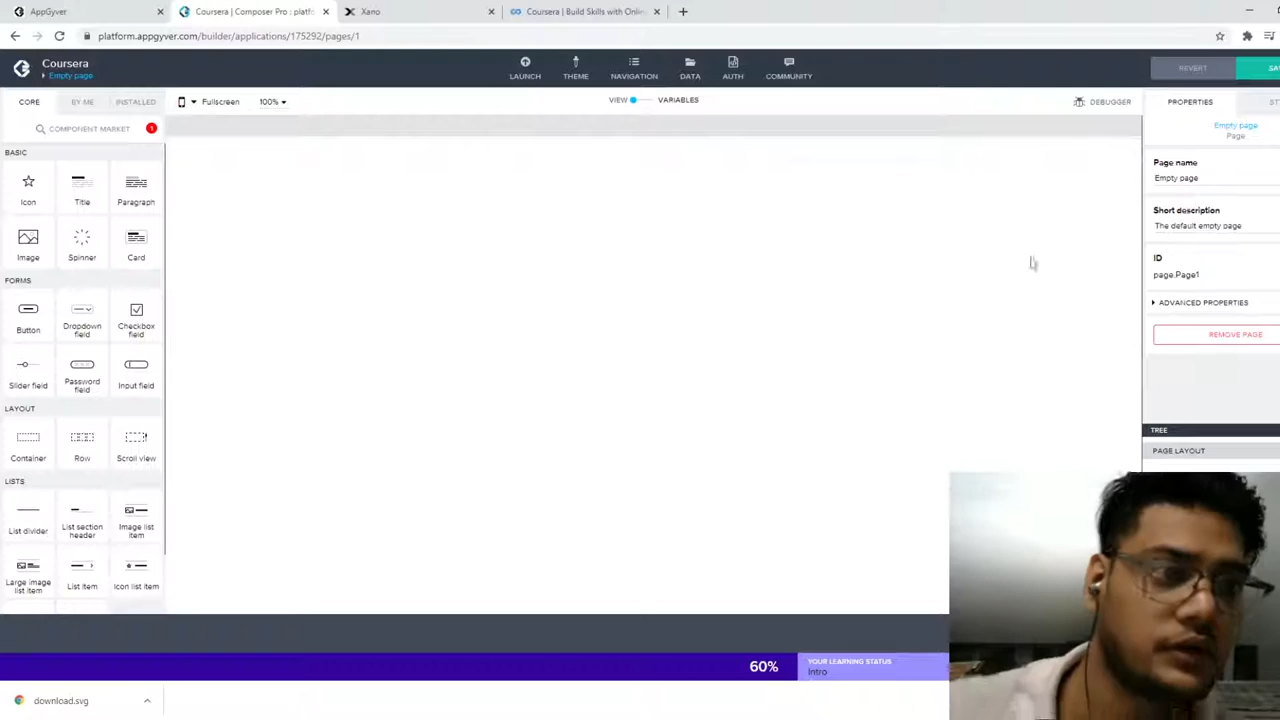 AppGyver
Coursera | Composer Pro : platfo
Xano
Coursera | Build Skills with Onlin
platform.appgyver.com/builder/applications/175292/pages/1
Coursera
Empty page
LAUNCH
THEME
NAVIGATION
DATA
AUTH
COMMUNITY
REVERT
SA
CORE
BY ME
INSTALLED
Fullscreen
100%
VIEW
VARIABLES
DEBUGGER
PROPERTIES
ST
COMPONENT MARKET
1
Empty page
Page
BASIC
Icon
Title
Paragraph
Image
Spinner
Card
Page name
Empty page
Short description
The default empty page
ID
page.Page1
ADVANCED PROPERTIES
REMOVE PAGE
FORMS
Button
Dropdown
field
Checkbox
field
Slider field
Password
field
Input field
LAYOUT
Container
Row
Scroll view
TREE
PAGE LAYOUT
LISTS
List divider
List section
header
Image list
item
Large image
list item
List item
Icon list item
60%
YOUR LEARNING STATUS
Intro
download.svg